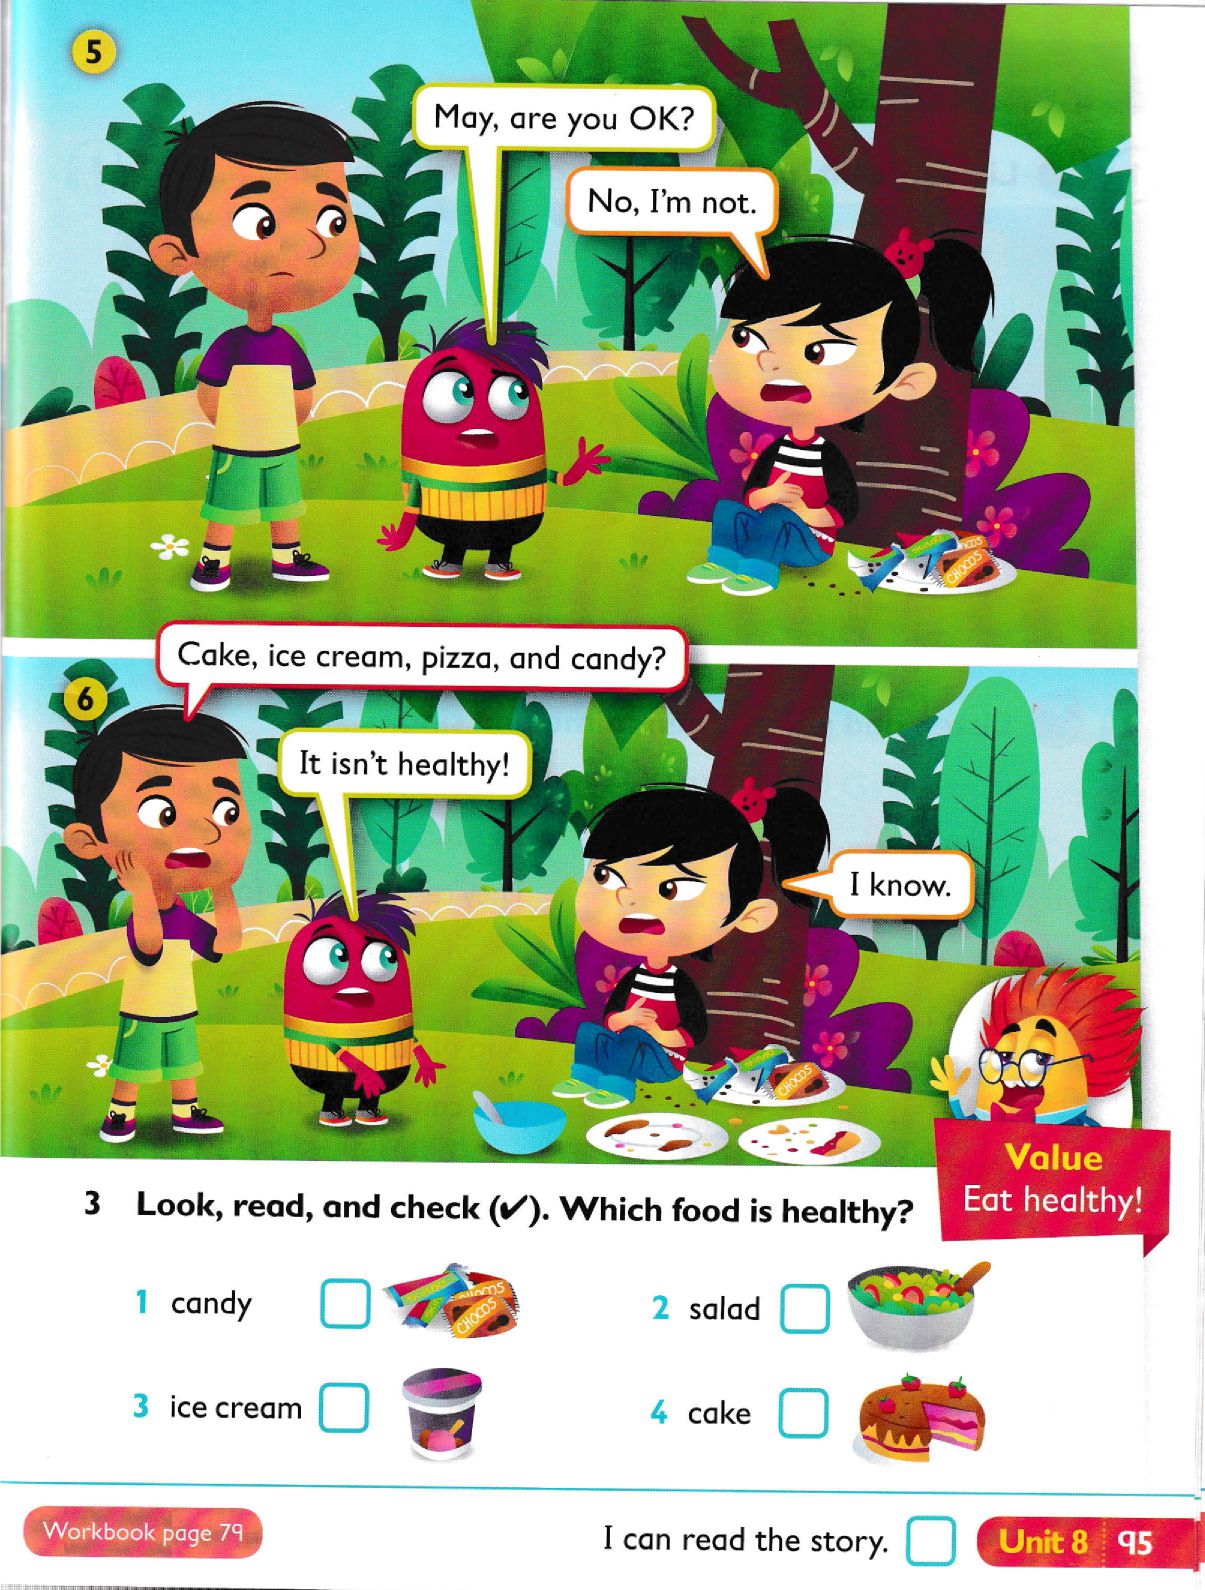 5
May, are you OK?
No, I'm not.
CHOCOS
Cake, ice cream, pizza, and candy?
6
It isn't healthy!
I know.
CHOCOS
Value
Eat healthy!
3 Look, read, and check (✔). Which food is healthy?
1 candy
CHOCOS
2 salad
3 ice cream
4 cake
Workbook page 79
I can read the story.
Unit 8 95